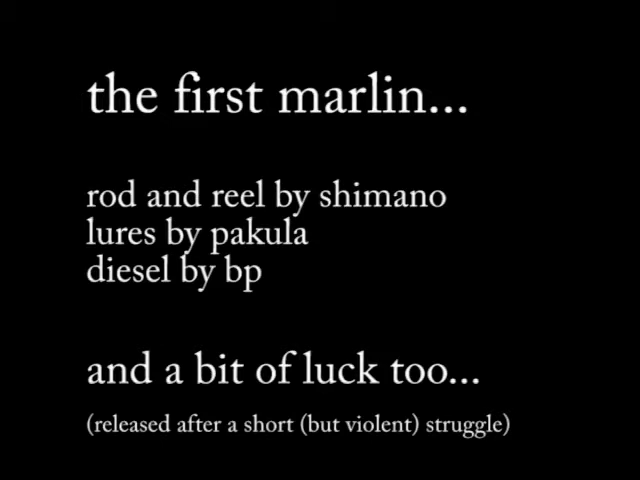 the first marlin...
rod and reel by shimano
lures by pakula
diesel by bp
and a bit of luck too...
(released after a short (but violent) struggle)